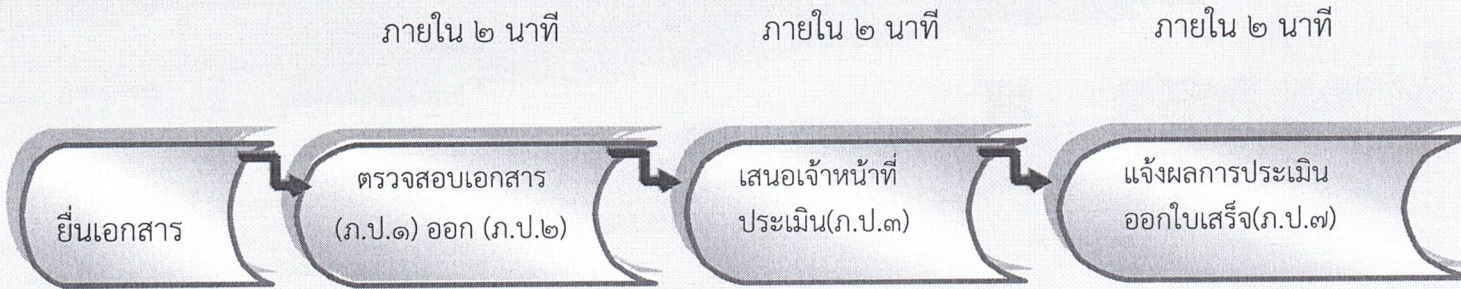 ภายใน ๒ นาที
ภายใน ๒ นาที
ภายใน ๒ นาที
ยื่นเอกสาร
ตรวจสอบเอกสาร
(ภ.ป.๑) ออก (ภ.ป.๒)
เสนอเจ้าหน้าที่
ประเมิน(ภ.ป.๓)
แจ้งผลการประเมิน
ออกใบเสร็จ(ภ.ป.๗)